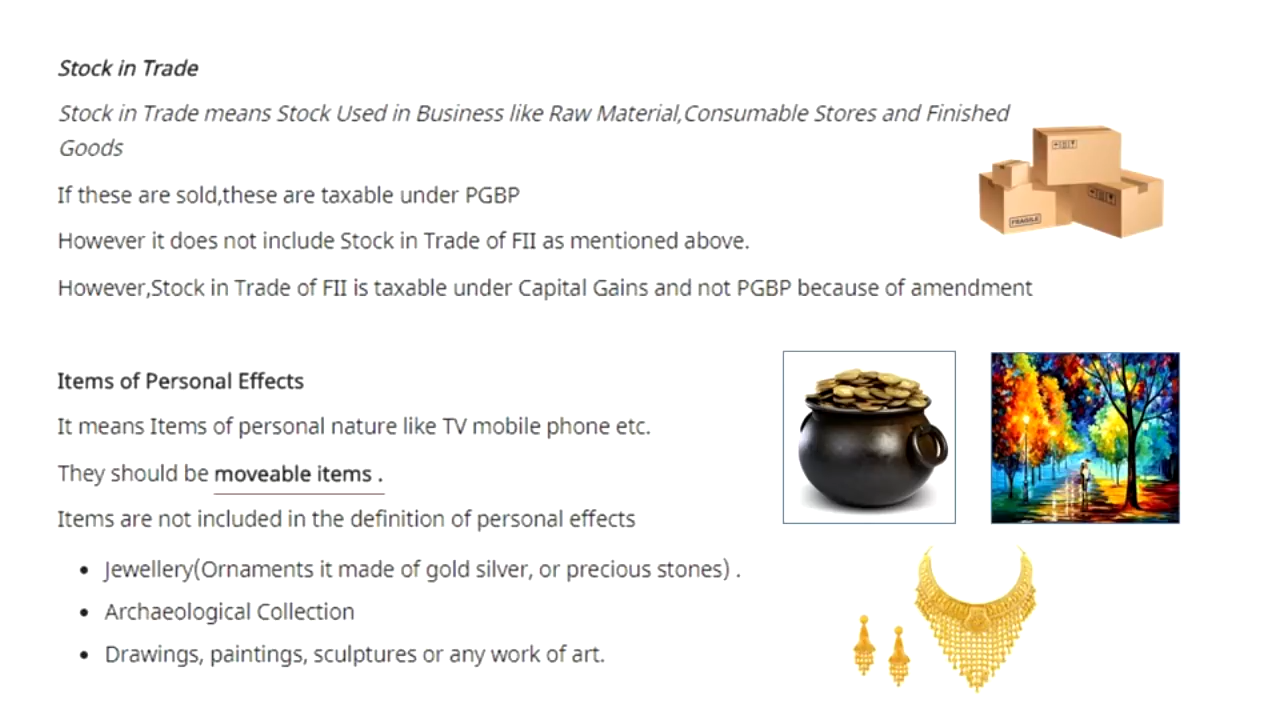 Stock in Trade
Stock in Trade means Stock Used in Business like Raw Material,Consumable Stores and Finished
Goods
If these are sold,these are taxable under PGBP
However it does not include Stock in Trade of FII as mentioned above.
However,Stock in Trade of FII is taxable under Capital Gains and not PGBP because of amendment
FRAGILE
Items of Personal Effects
It means Items of personal nature like TV mobile phone etc.
They should be moveable items .
Items are not included in the definition of personal effects
• Jewellery(Ornaments it made of gold silver, or precious stones) .
• Archaeological Collection
• Drawings, paintings, sculptures or any work of art.